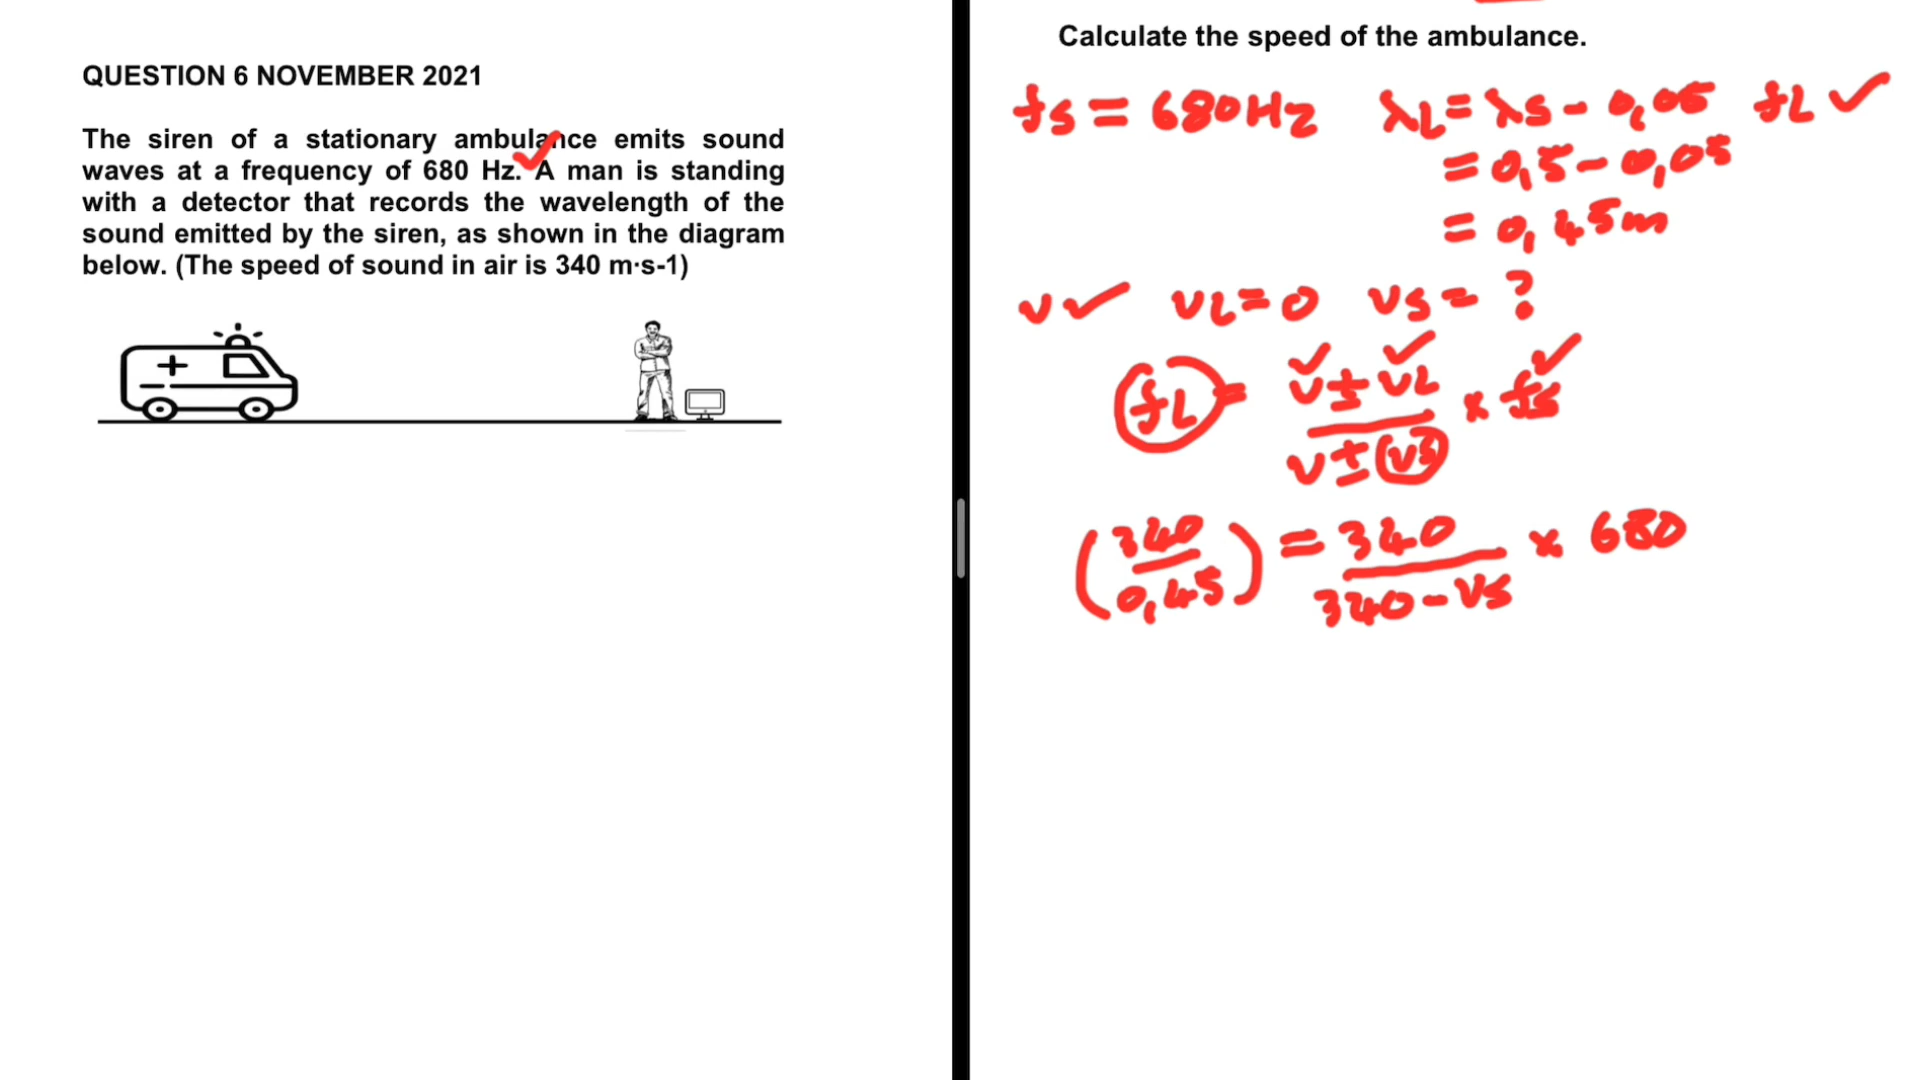 QUESTION 6 NOVEMBER 2021
The siren of a stationary ambulance emits sound
waves at a frequency of 680 Hz. A man is standing
with a detector that records the wavelength of the
sound emitted by the siren, as shown in the diagram
below. (The speed of sound in air is 340 m·s-1)
Calculate the speed of the ambulance.
fs = 680Hz λL = λs - 0,05 fL ✓
= 0,5 - 0,05
= 0,45m
v ✓ vL = 0 vs = ?
fL = v ± vL / v ± vs × fs
(340 / 0,45) = 340 / 340 - vs × 680